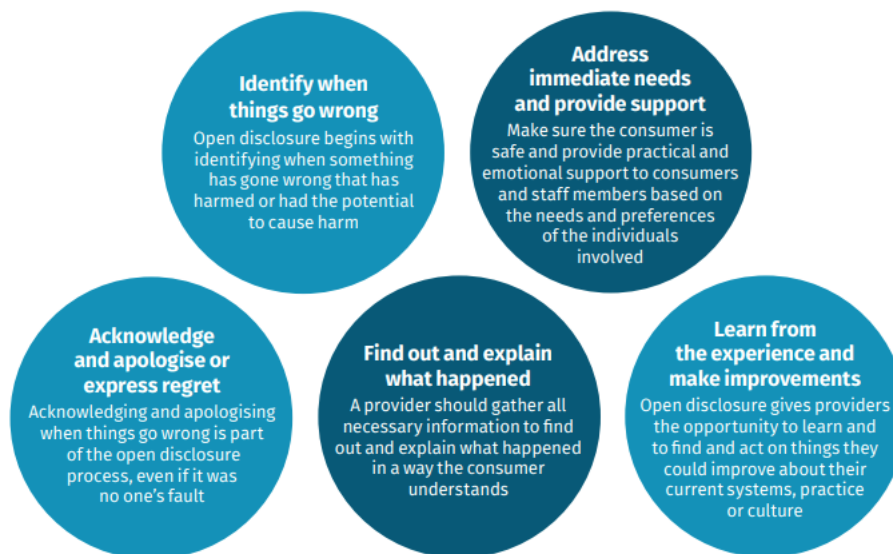 Identify when
things go wrong
Open disclosure begins with
identifying when something
has gone wrong that has
harmed or had the potential
to cause harm
Address
immediate needs
and provide support
Make sure the consumer is
safe and provide practical and
emotional support to consumers
and staff members based on
the needs and preferences
of the individuals
involved
Acknowledge
and apologise or
express regret
Acknowledging and apologising
when things go wrong is part
of the open disclosure
process, even if it was
no one's fault
Find out and explain
what happened
A provider should gather all
necessary information to find
out and explain what happened
in a way the consumer
understands
Learn from
the experience and
make improvements
Open disclosure gives providers
the opportunity to learn and
to find and act on things they
could improve about their
current systems, practice
or culture